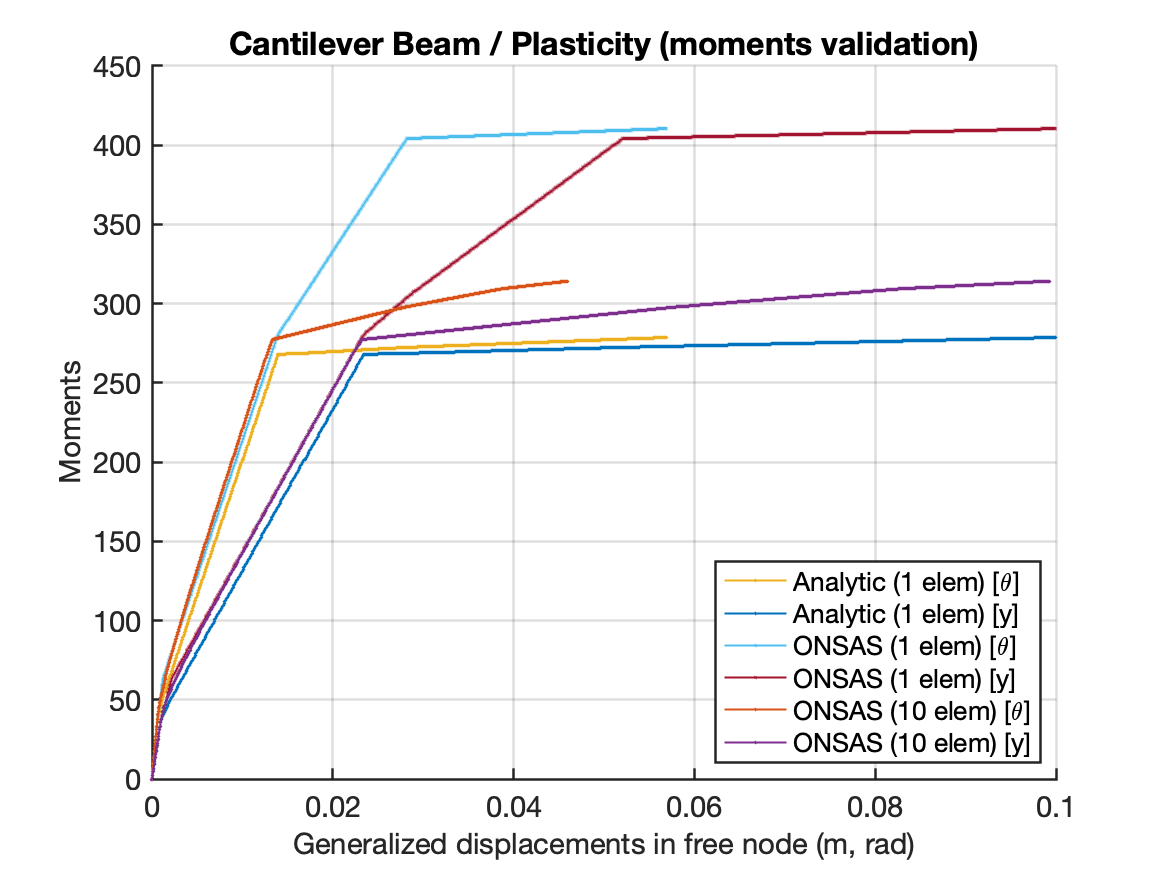 Cantilever Beam / Plasticity (moments validation)
450
400
350
300
250
200
150
100
50
0
Moments
0 0.02 0.04 0.06 0.08 0.1
Generalized displacements in free node (m, rad)
Analytic (1 elem) [θ]
Analytic (1 elem) [y]
ONSAS (1 elem) [θ]
ONSAS (1 elem) [y]
ONSAS (10 elem) [θ]
ONSAS (10 elem) [y]